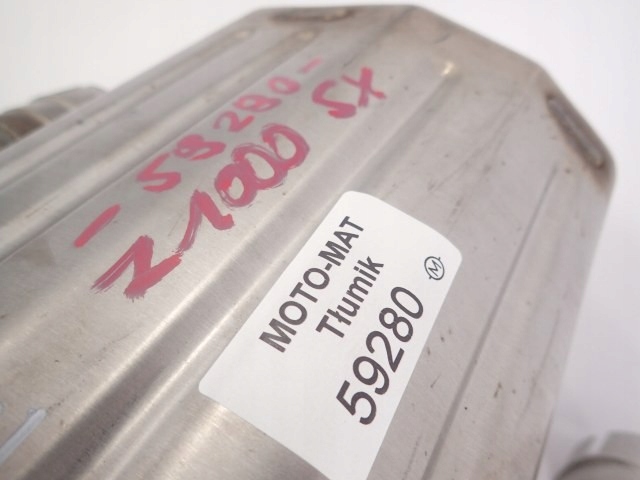 - 59280 -
Z1000 SX
MOTO-MAT
Tłumik
59280 M